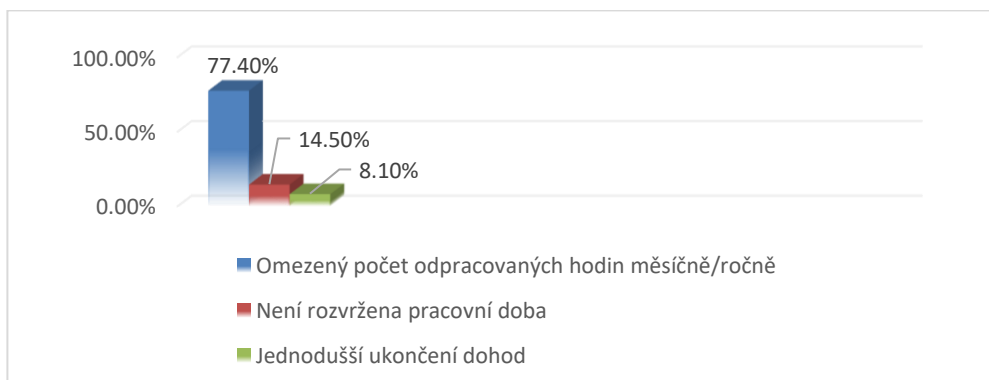 100.00%
77.40%
50.00%
14.50%
8.10%
0.00%
Omezený počet odpracovaných hodin měsíčně/ročně
Není rozvržena pracovní doba
Jednodušší ukončení dohod